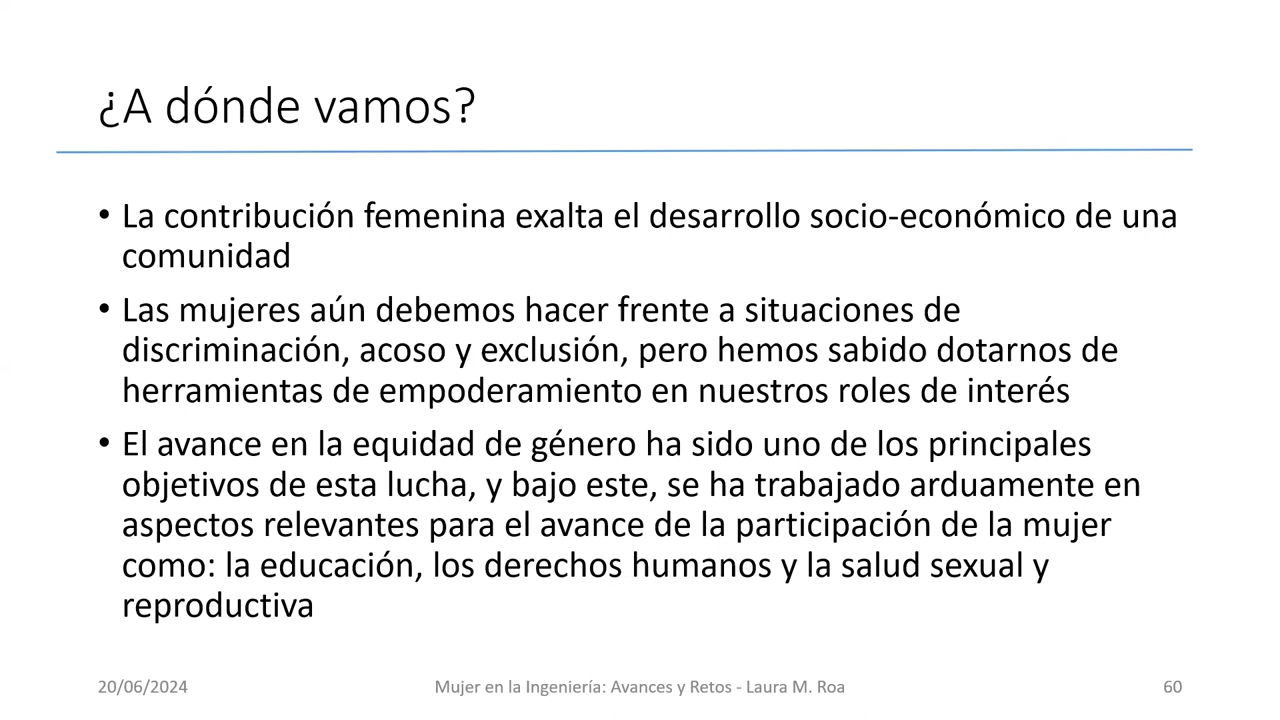 ¿A dónde vamos?
• La contribución femenina exalta el desarrollo socio-económico de una
comunidad
• Las mujeres aún debemos hacer frente a situaciones de
discriminación, acoso y exclusión, pero hemos sabido dotarnos de
herramientas de empoderamiento en nuestros roles de interés
• El avance en la equidad de género ha sido uno de los principales
objetivos de esta lucha, y bajo este, se ha trabajado arduamente en
aspectos relevantes para el avance de la participación de la mujer
como: la educación, los derechos humanos y la salud sexual y
reproductiva
20/06/2024
Mujer en la Ingeniería: Avances y Retos - Laura M. Roa
60